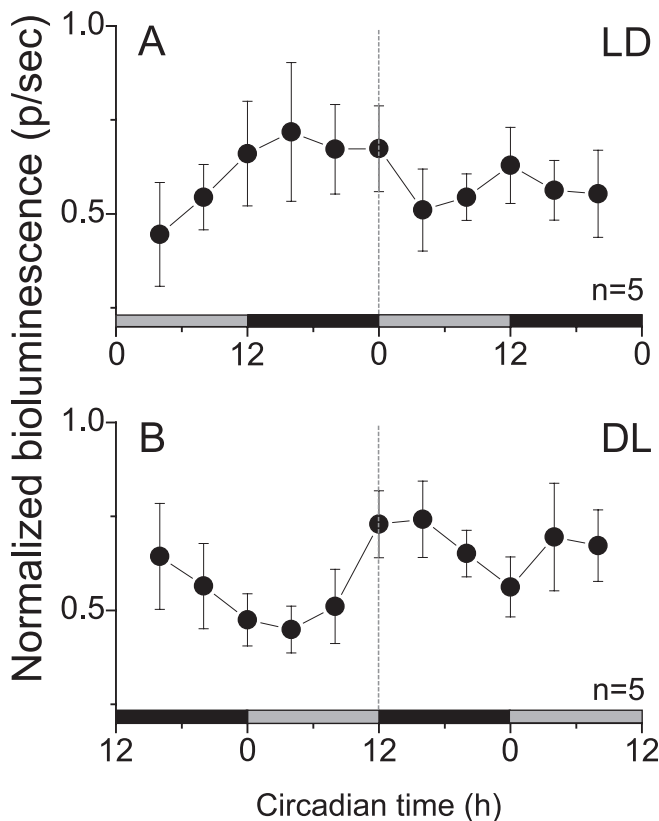 Normalized bioluminescence (p/sec)
A
LD
1.0
0.5
n=5
0 12 0 12 0
B
DL
1.0
0.5
n=5
12 0 12 0 12
Circadian time (h)